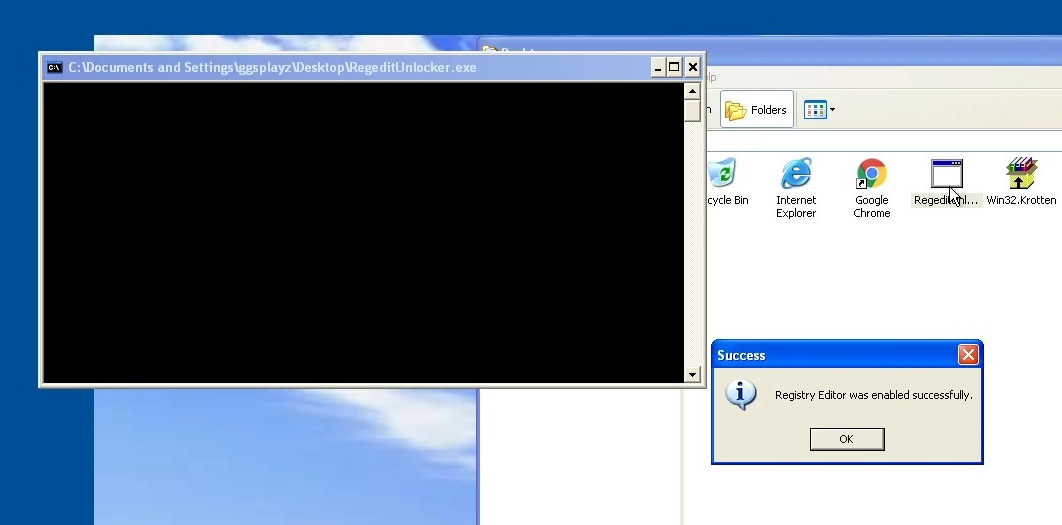 Desktop
C:\Documents and Settings\ggsplayz\Desktop\RegeditUnlocker.exe
Folders
cycle Bin
Internet
Explorer
Google
Chrome
Win32.Krotten
Success
Registry Editor was enabled successfully.
OK